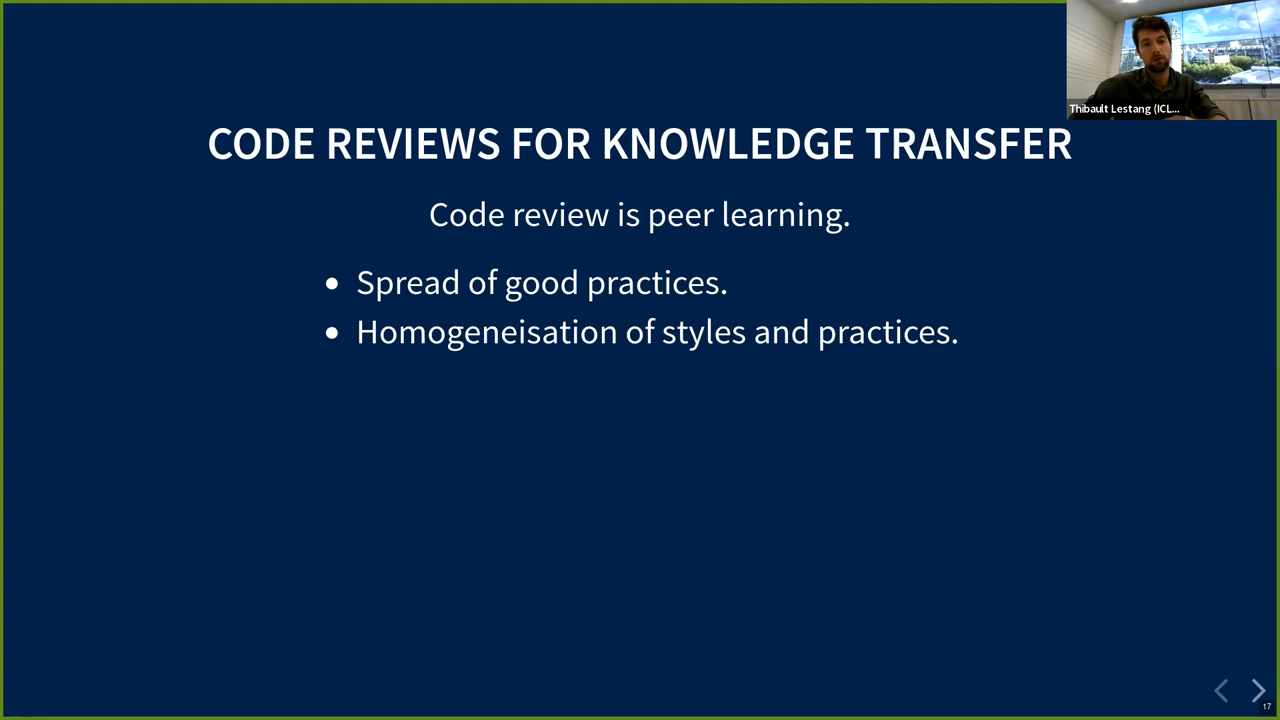 Thibault Lestang (ICL...
CODE REVIEWS FOR KNOWLEDGE TRANSFER
Code review is peer learning.
• Spread of good practices.
• Homogeneisation of styles and practices.
17